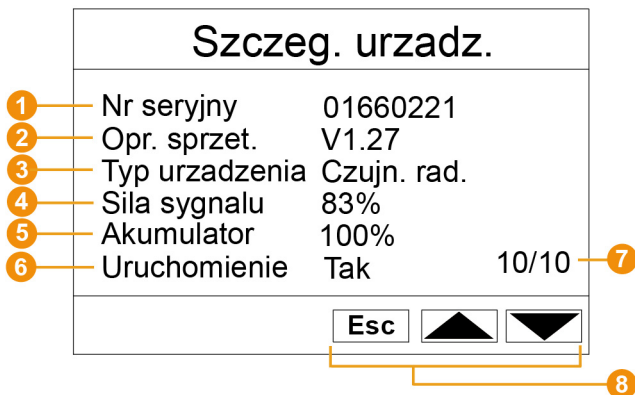 Szczeg. urzadz.
1 Nr seryjny 01660221
2 Opr. sprzet. V1.27
3 Typ urzadzenia Czujn. rad.
4 Sila sygnalu 83%
5 Akumulator 100%
6 Uruchomienie Tak 10/10 7
Esc
8